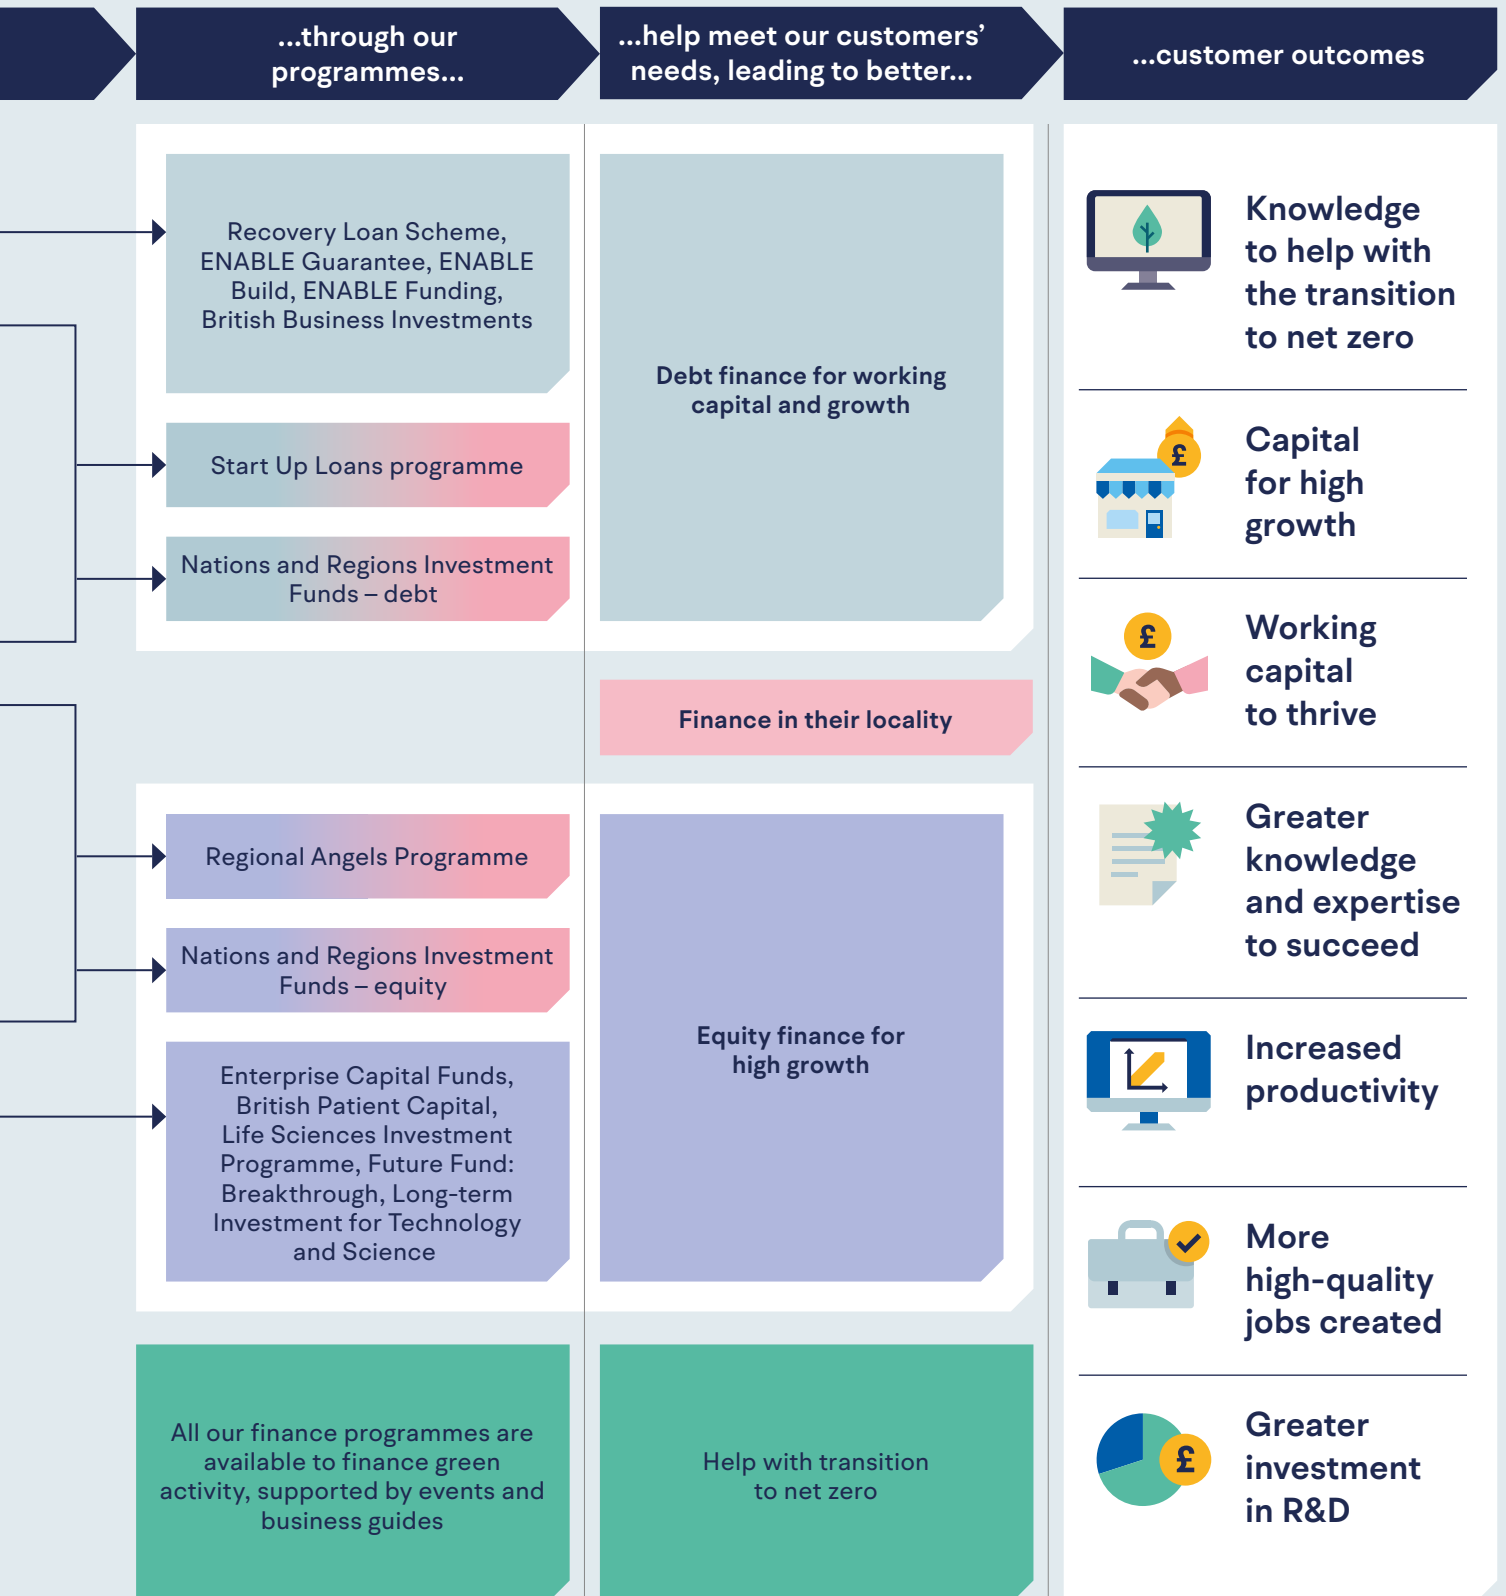 ...through our
programmes...
...help meet our customers’
needs, leading to better...
...customer outcomes
Recovery Loan Scheme,
ENABLE Guarantee, ENABLE
Build, ENABLE Funding,
British Business Investments
Start Up Loans programme
Nations and Regions Investment
Funds – debt
Debt finance for working
capital and growth
Finance in their locality
Regional Angels Programme
Nations and Regions Investment
Funds – equity
Enterprise Capital Funds,
British Patient Capital,
Life Sciences Investment
Programme, Future Fund:
Breakthrough, Long-term
Investment for Technology
and Science
Equity finance for
high growth
All our finance programmes are
available to finance green
activity, supported by events and
business guides
Help with transition
to net zero
Knowledge
to help with
the transition
to net zero
£
Capital
for high
growth
£
Working
capital
to thrive
Greater
knowledge
and expertise
to succeed
Increased
productivity
More
high-quality
jobs created
£
Greater
investment
in R&D